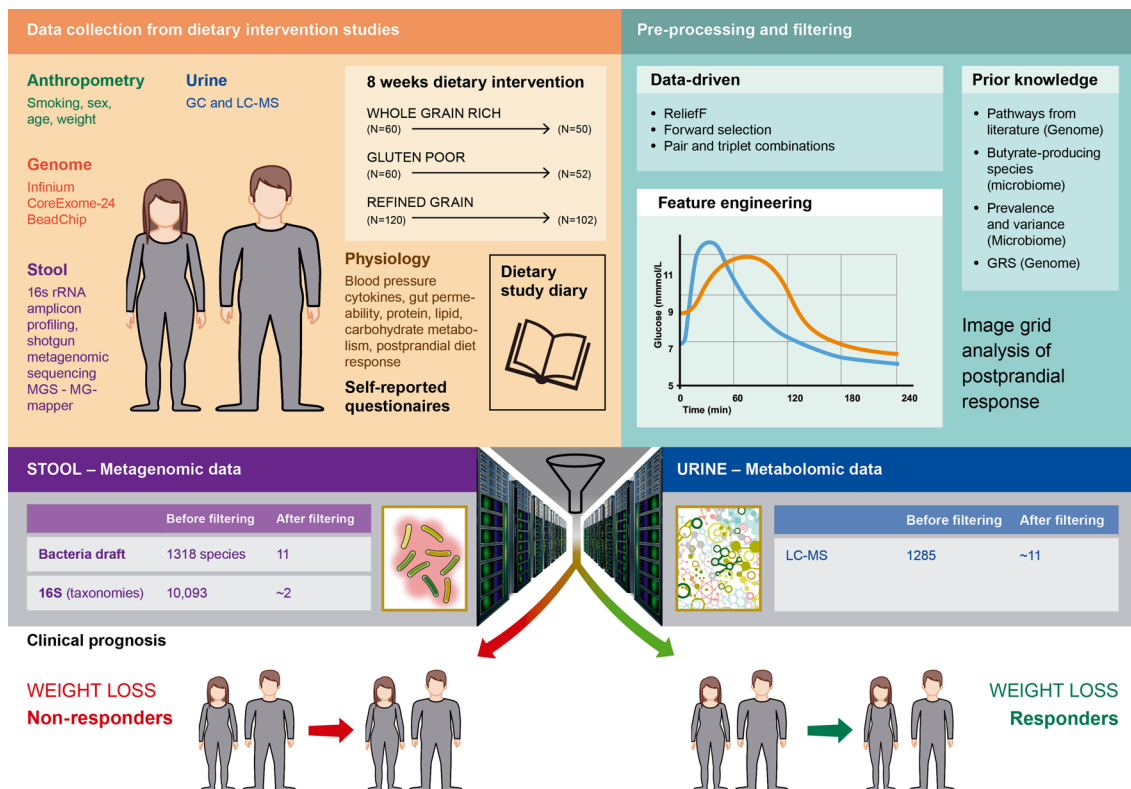 Data collection from dietary intervention studies
Anthropometry
Smoking, sex,
age, weight
Urine
GC and LC-MS
Genome
Infinium
CoreExome-24
BeadChip
Stool
16s rRNA
amplicon
profiling,
shotgun
metagenomic
sequencing
MGS - MG-
mapper
8 weeks dietary intervention
WHOLE GRAIN RICH
(N=60) (N=50)
GLUTEN POOR
(N=60) (N=52)
REFINED GRAIN
(N=120) (N=102)
Physiology
Blood pressure
cytokines, gut perme-
ability, protein, lipid,
carbohydrate metabo-
lism, postprandial diet
response
Self-reported
questionaires
Dietary
study diary
Pre-processing and filtering
Data-driven
• ReliefF
• Forward selection
• Pair and triplet combinations
Feature engineering
Glucose (mmmol/L
11
9
7
5
0 60 120 180 240
Time (min)
Prior knowledge
• Pathways from
literature (Genome)
• Butyrate-producing
species
(microbiome)
• Prevalence
and variance
(Microbiome)
• GRS (Genome)
Image grid
analysis of
postprandial
response
STOOL – Metagenomic data
Before filtering After filtering
Bacteria draft 1318 species 11
16S (taxonomies) 10,093 ~2
URINE – Metabolomic data
Before filtering After filtering
LC-MS 1285 ~11
Clinical prognosis
WEIGHT LOSS
Non-responders
WEIGHT LOSS
Responders